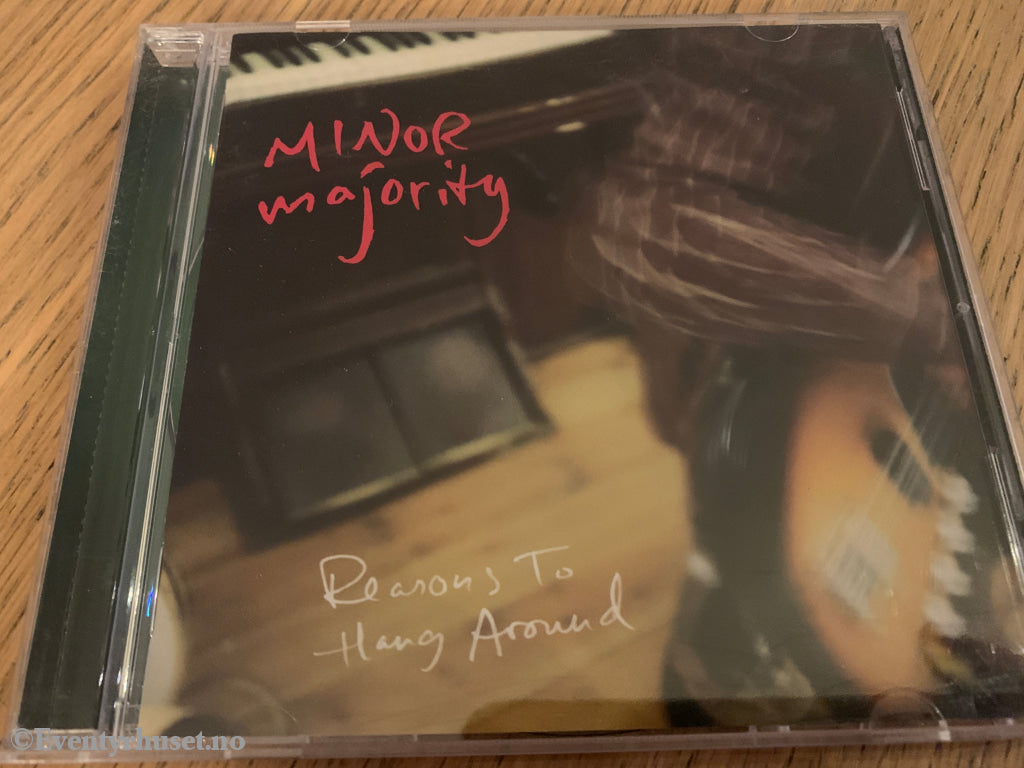 MINOR
majority
Reasons To
Hang Around
©Eventyrhuset.no